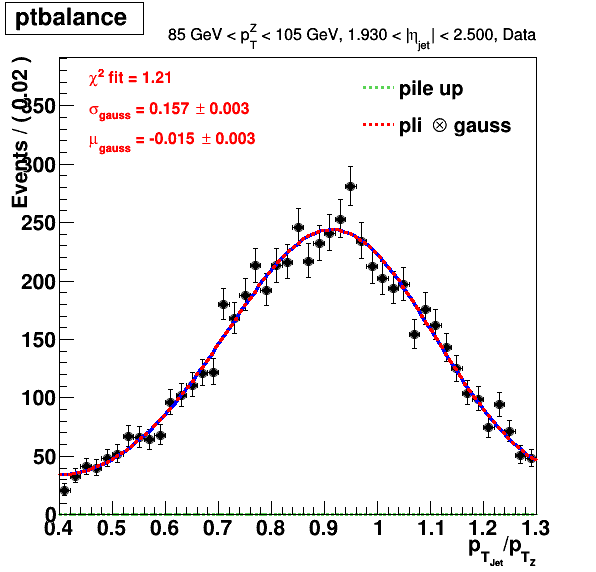 ptbalance
85 GeV < p_T^Z < 105 GeV, 1.930 < |η_jet| < 2.500, Data
χ² fit = 1.21
σ_gauss = 0.157 ± 0.003
μ_gauss = -0.015 ± 0.003
pile up
pli ⊗ gauss
Events / ( 0.02 )
350
300
250
200
150
100
50
0
0.4 0.5 0.6 0.7 0.8 0.9 1 1.1 1.2 1.3
p_T_Jet/p_T_Z